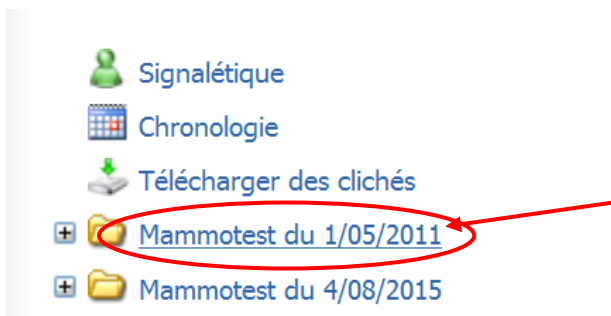 Signalétique
Chronologie
Télécharger des clichés
Mammotest du 1/05/2011
Mammotest du 4/08/2015